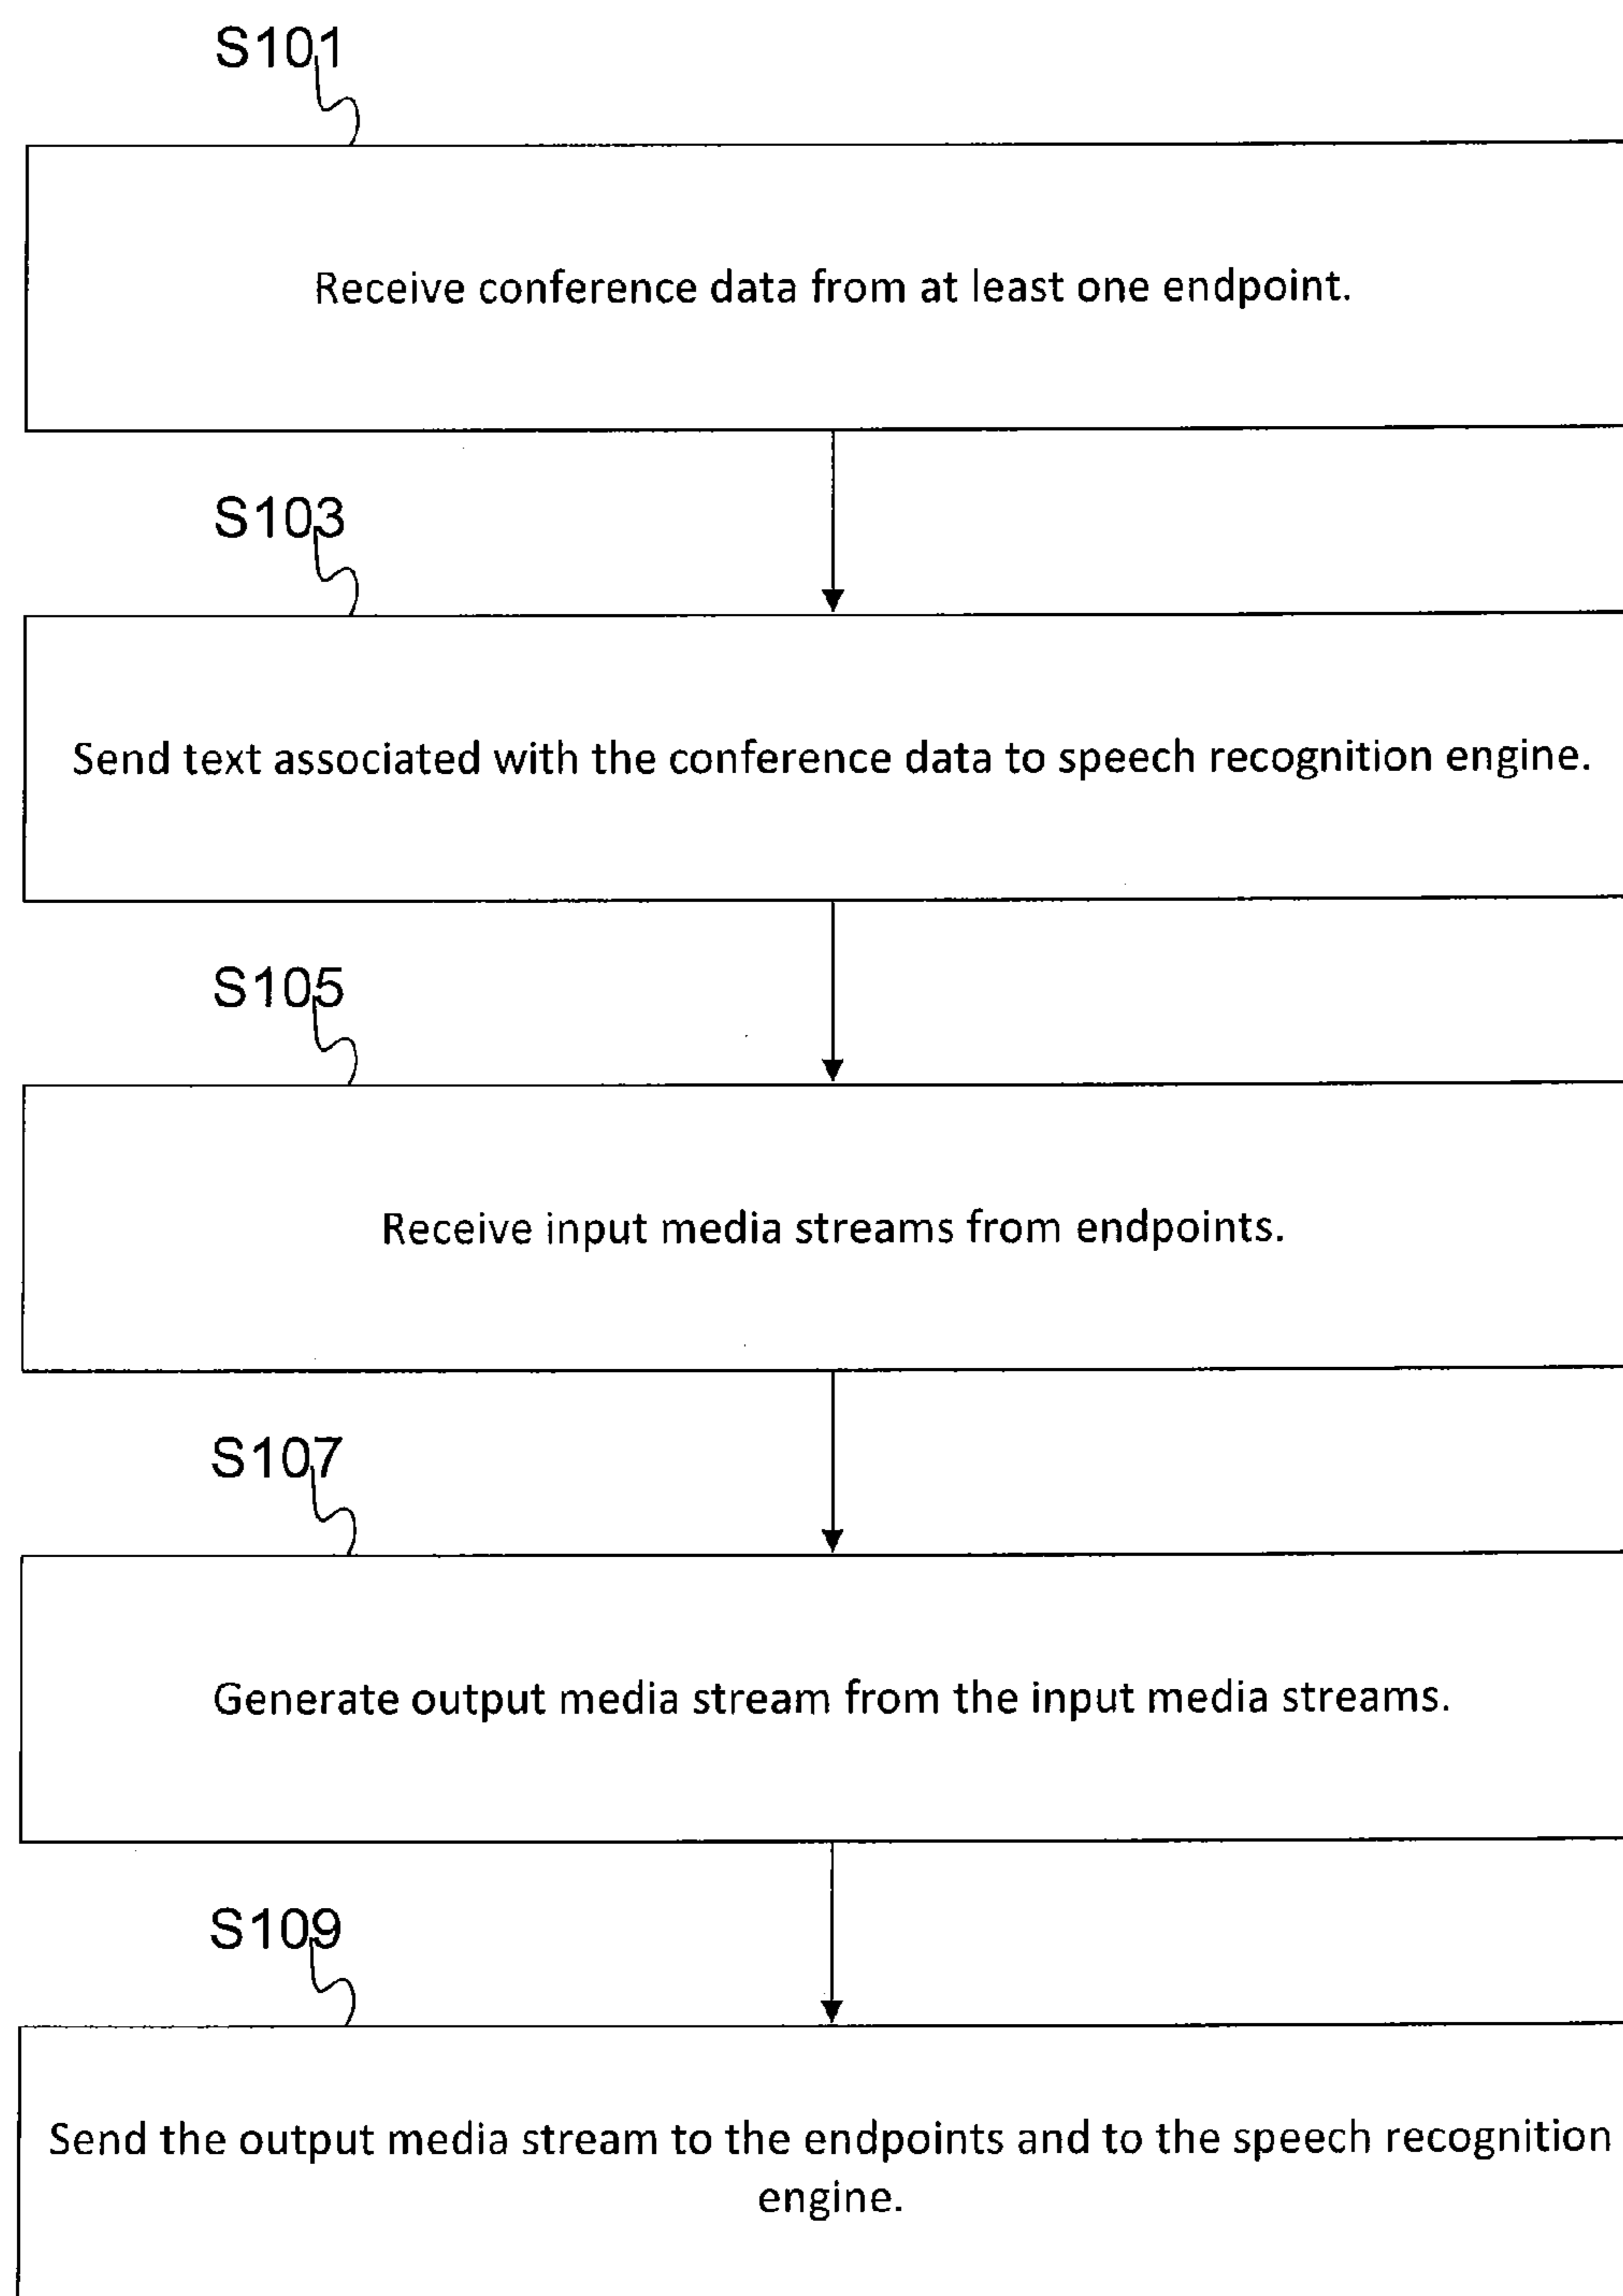 S101
Receive conference data from at least one endpoint.
S103
Send text associated with the conference data to speech recognition engine.
S105
Receive input media streams from endpoints.
S107
Generate output media stream from the input media streams.
S109
Send the output media stream to the endpoints and to the speech recognition
engine.